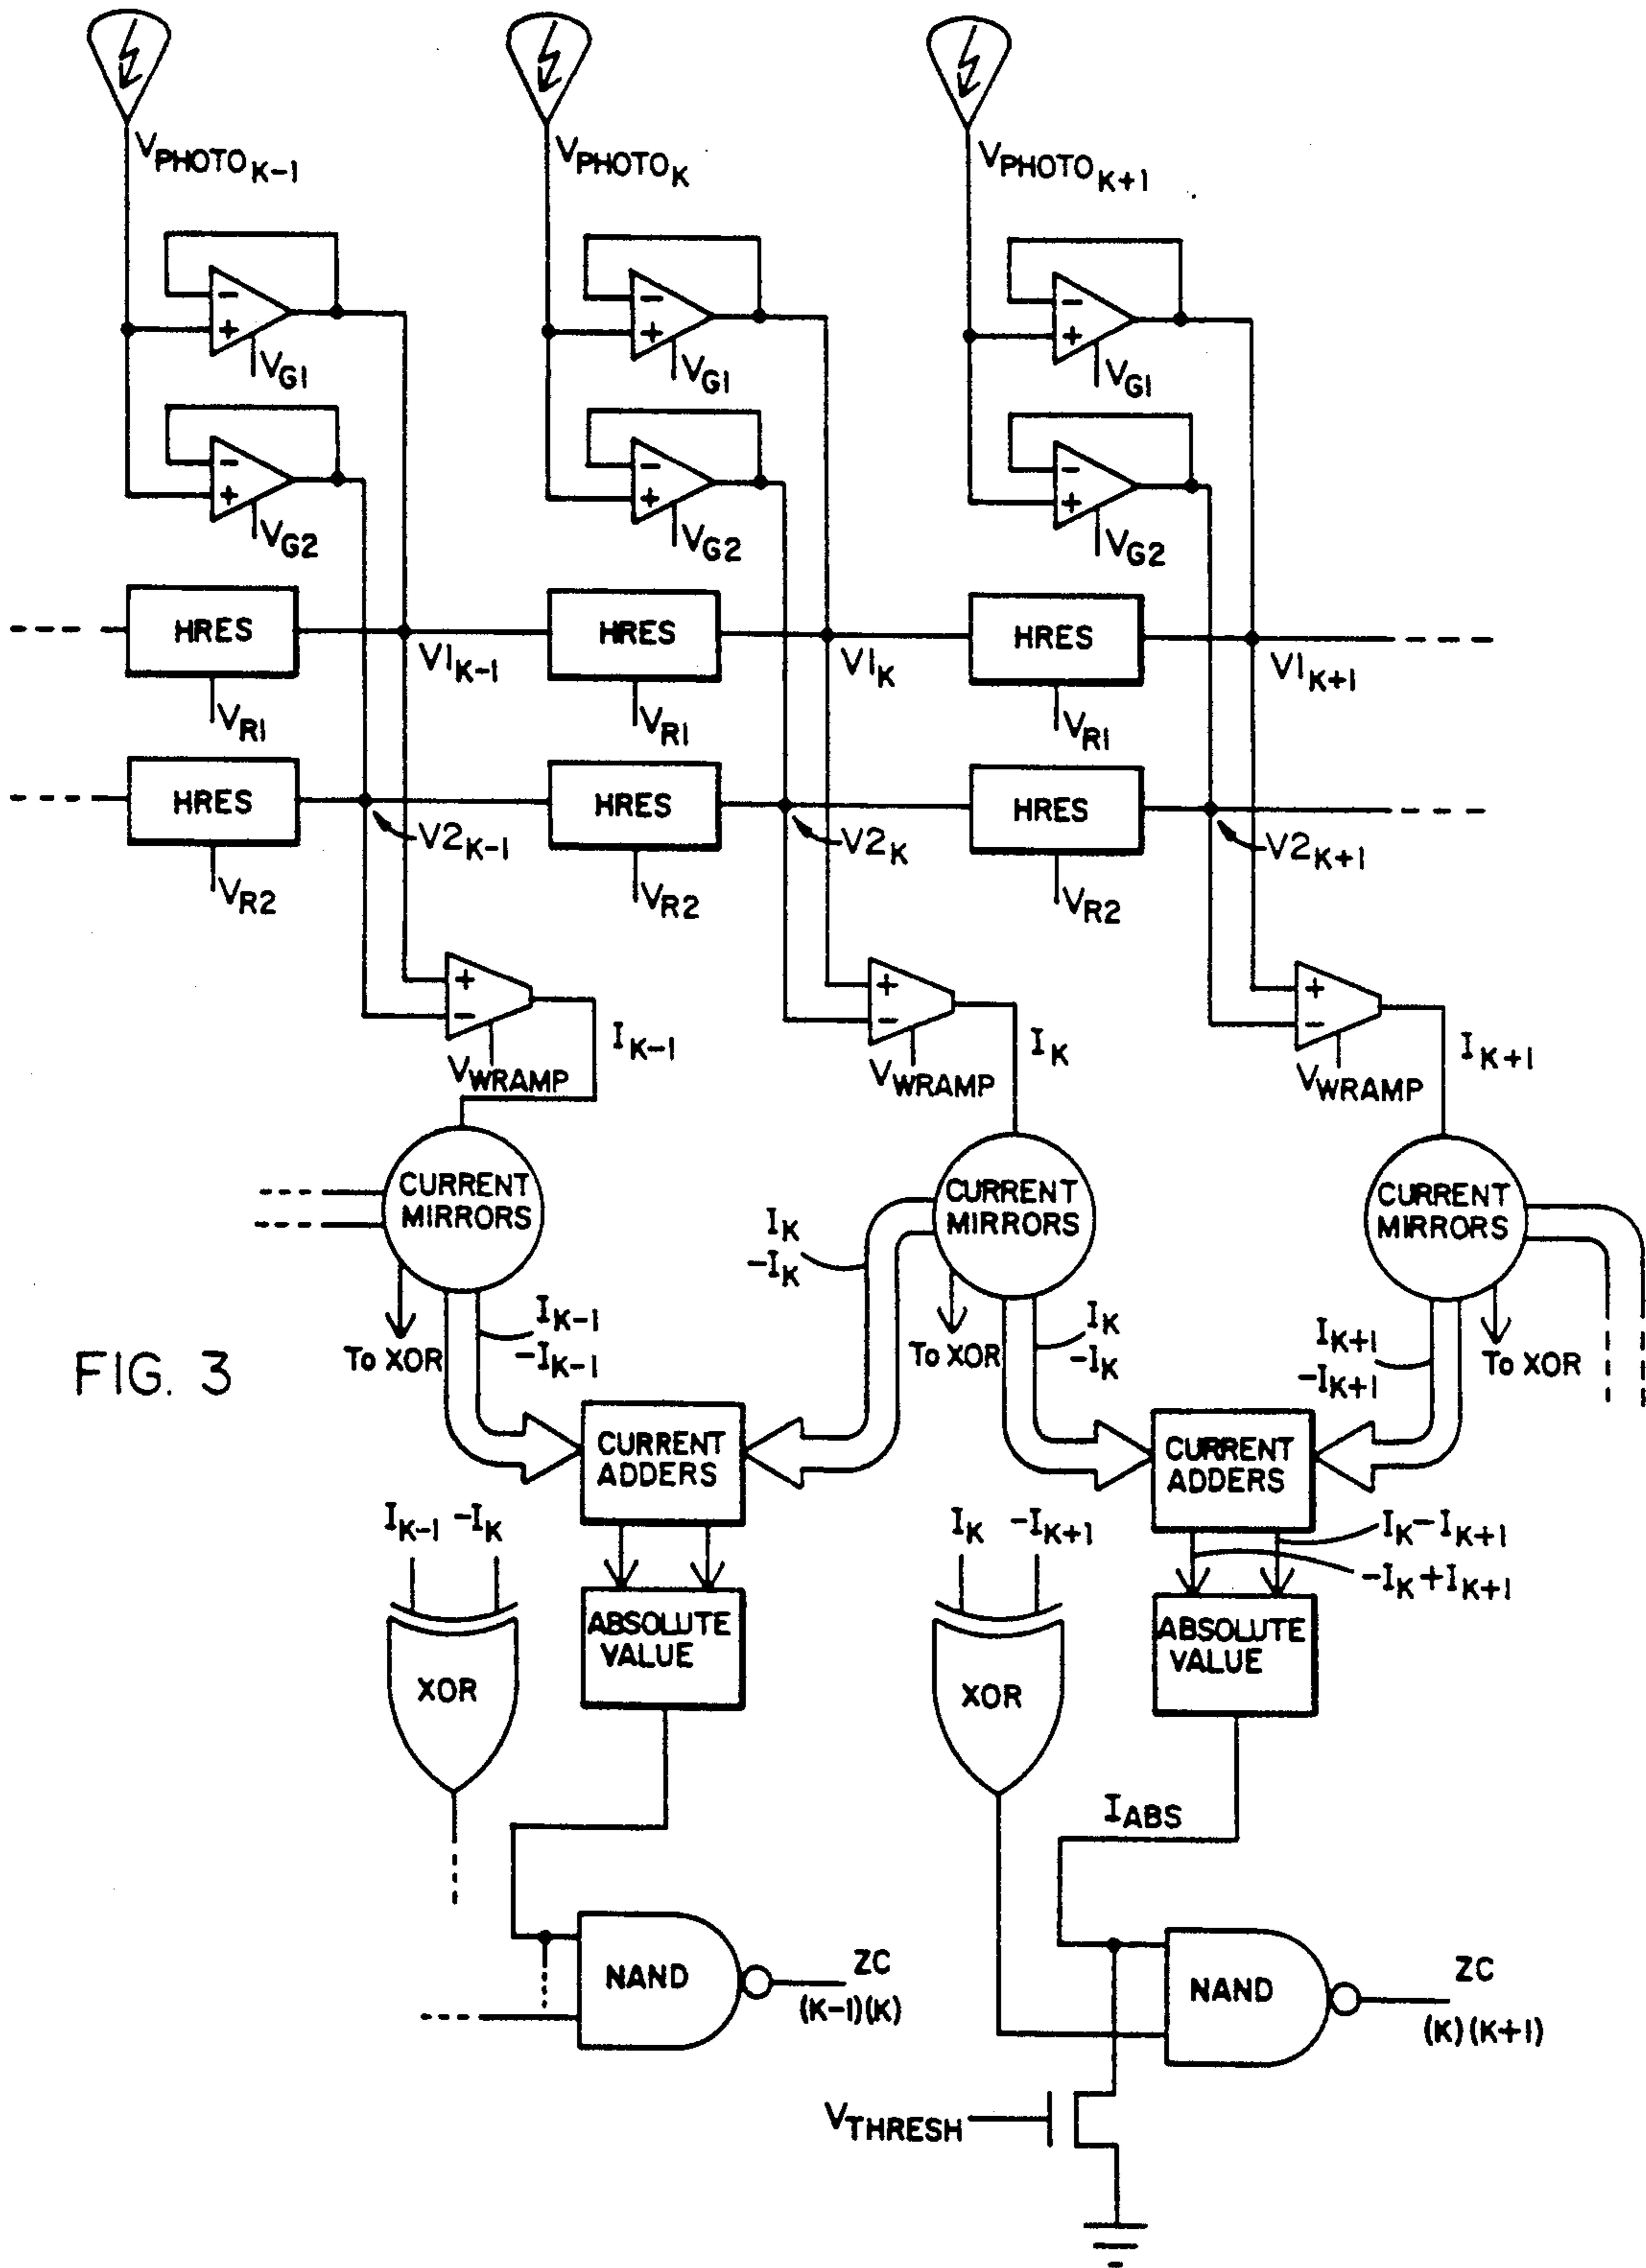 VPHOTO K-1
VPHOTO K
VPHOTO K+1
-
+
VG1
-
+
VG1
-
+
VG1
-
+
VG2
-
+
VG2
-
+
VG2
HRES
V1K-1
HRES
V1K
HRES
V1K+1
VR1
VR1
VR1
HRES
V2K-1
HRES
V2K
HRES
V2K+1
VR2
VR2
VR2
+
-
IK-1
VWRAMP
+
-
IK
VWRAMP
+
-
IK+1
VWRAMP
CURRENT
MIRRORS
IK
-IK
CURRENT
MIRRORS
CURRENT
MIRRORS
To XOR
IK-1
-IK-1
To XOR
IK
-IK
IK+1
-IK+1
To XOR
FIG. 3
CURRENT
ADDERS
CURRENT
ADDERS
IK-1 -IK
IK -IK+1
IK-IK+1
-IK+IK+1
XOR
ABSOLUTE
VALUE
XOR
ABSOLUTE
VALUE
IABS
NAND
ZC
(K-1)(K)
NAND
ZC
(K)(K+1)
VTHRESH